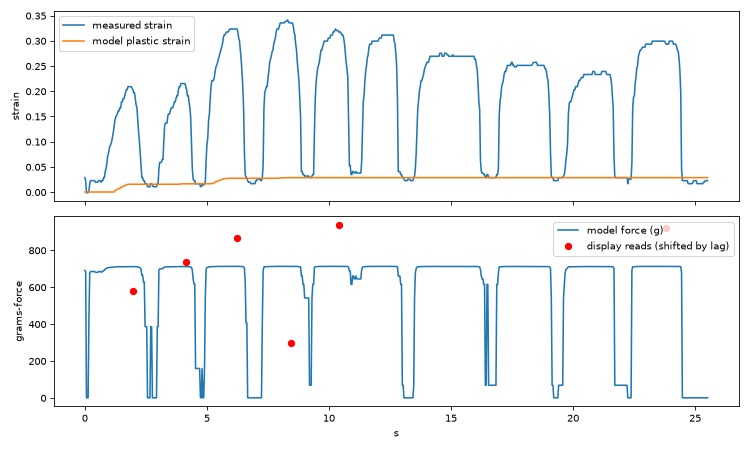 0.35
0.30
0.25
0.20
0.15
0.10
0.05
0.00
strain
measured strain
model plastic strain
800
600
400
200
0
grams-force
model force (g)
display reads (shifted by lag)
0
5
10
15
20
25
s